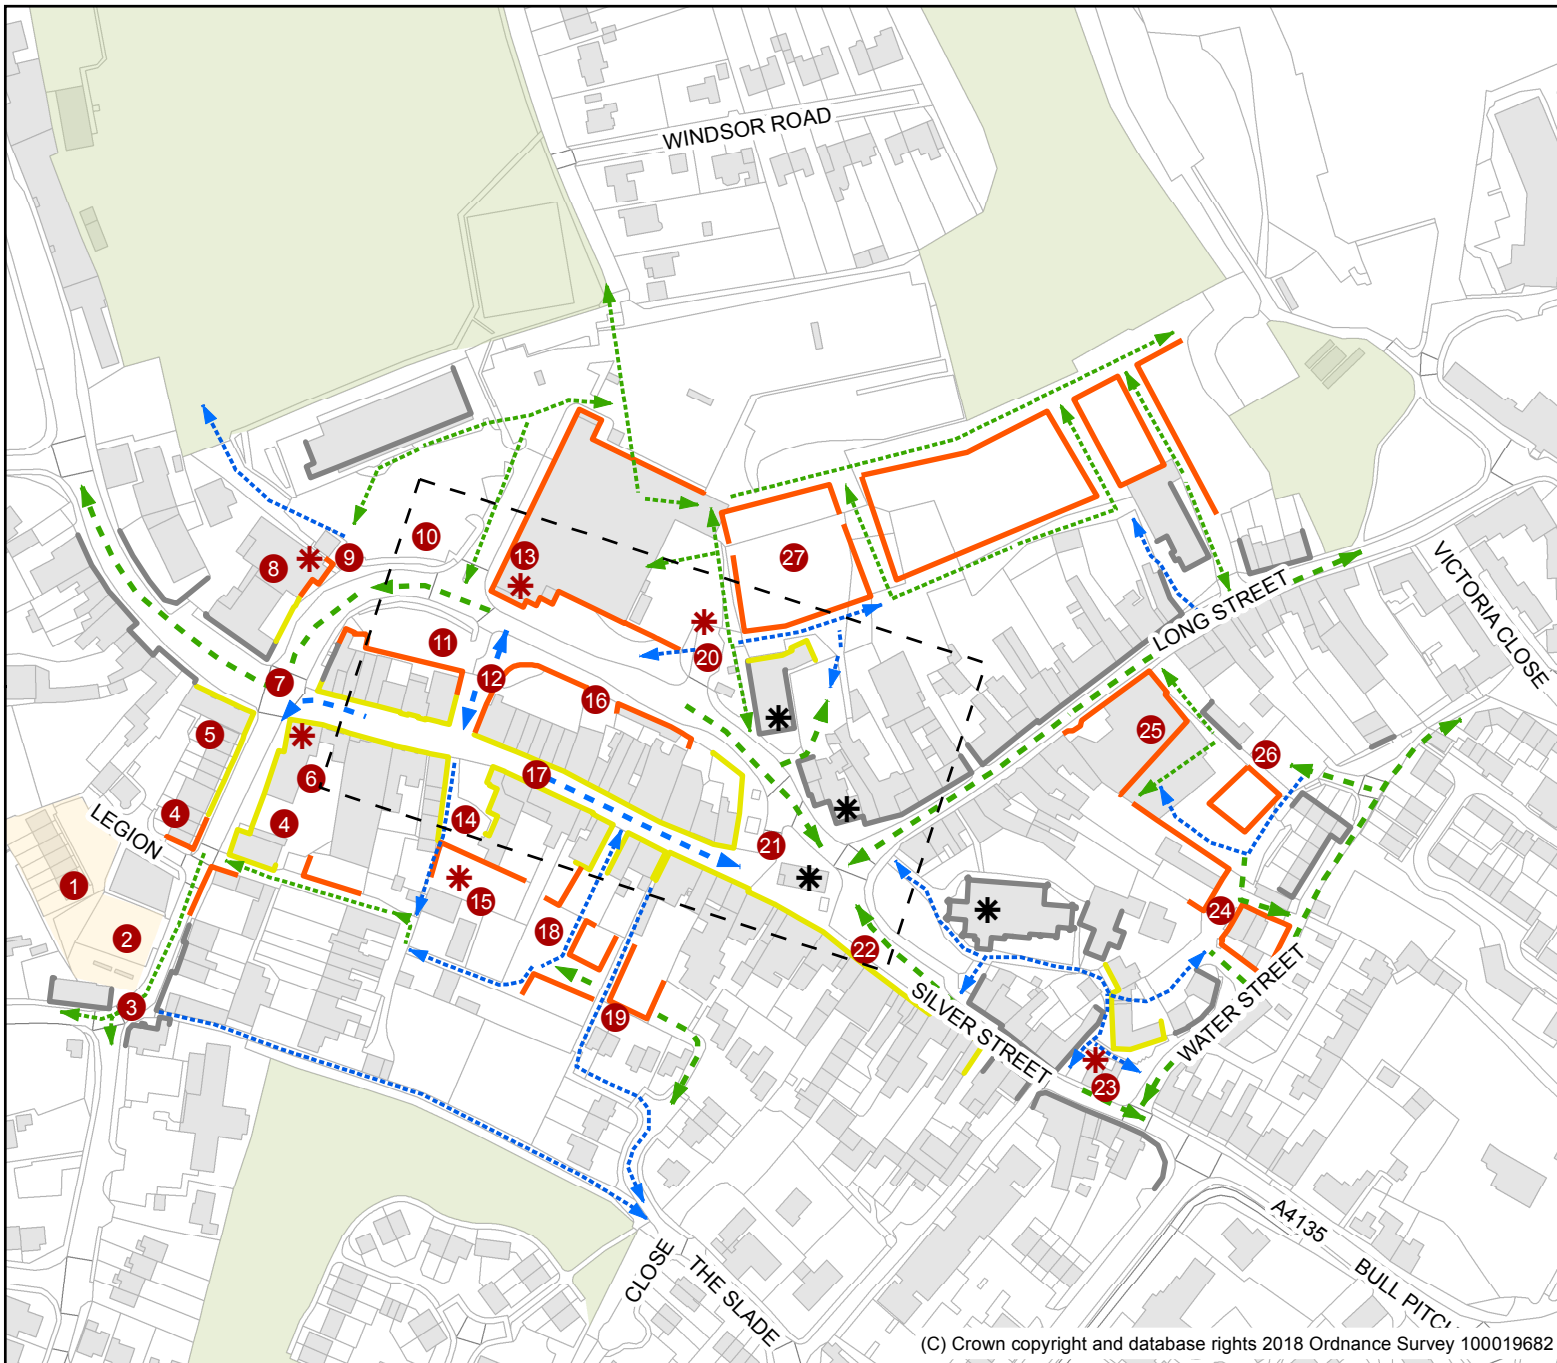 WINDSOR ROAD
VICTORIA CLOSE
LONG STREET
LEGION
SILVER STREET
WATER STREET
A4135
BULL PITCH
CLOSE
THE SLADE
1
2
3
4
4
5
6
7
8
9
10
11
12
13
14
15
16
17
18
19
20
21
22
23
24
25
26
27
(C) Crown copyright and database rights 2018 Ordnance Survey 100019682